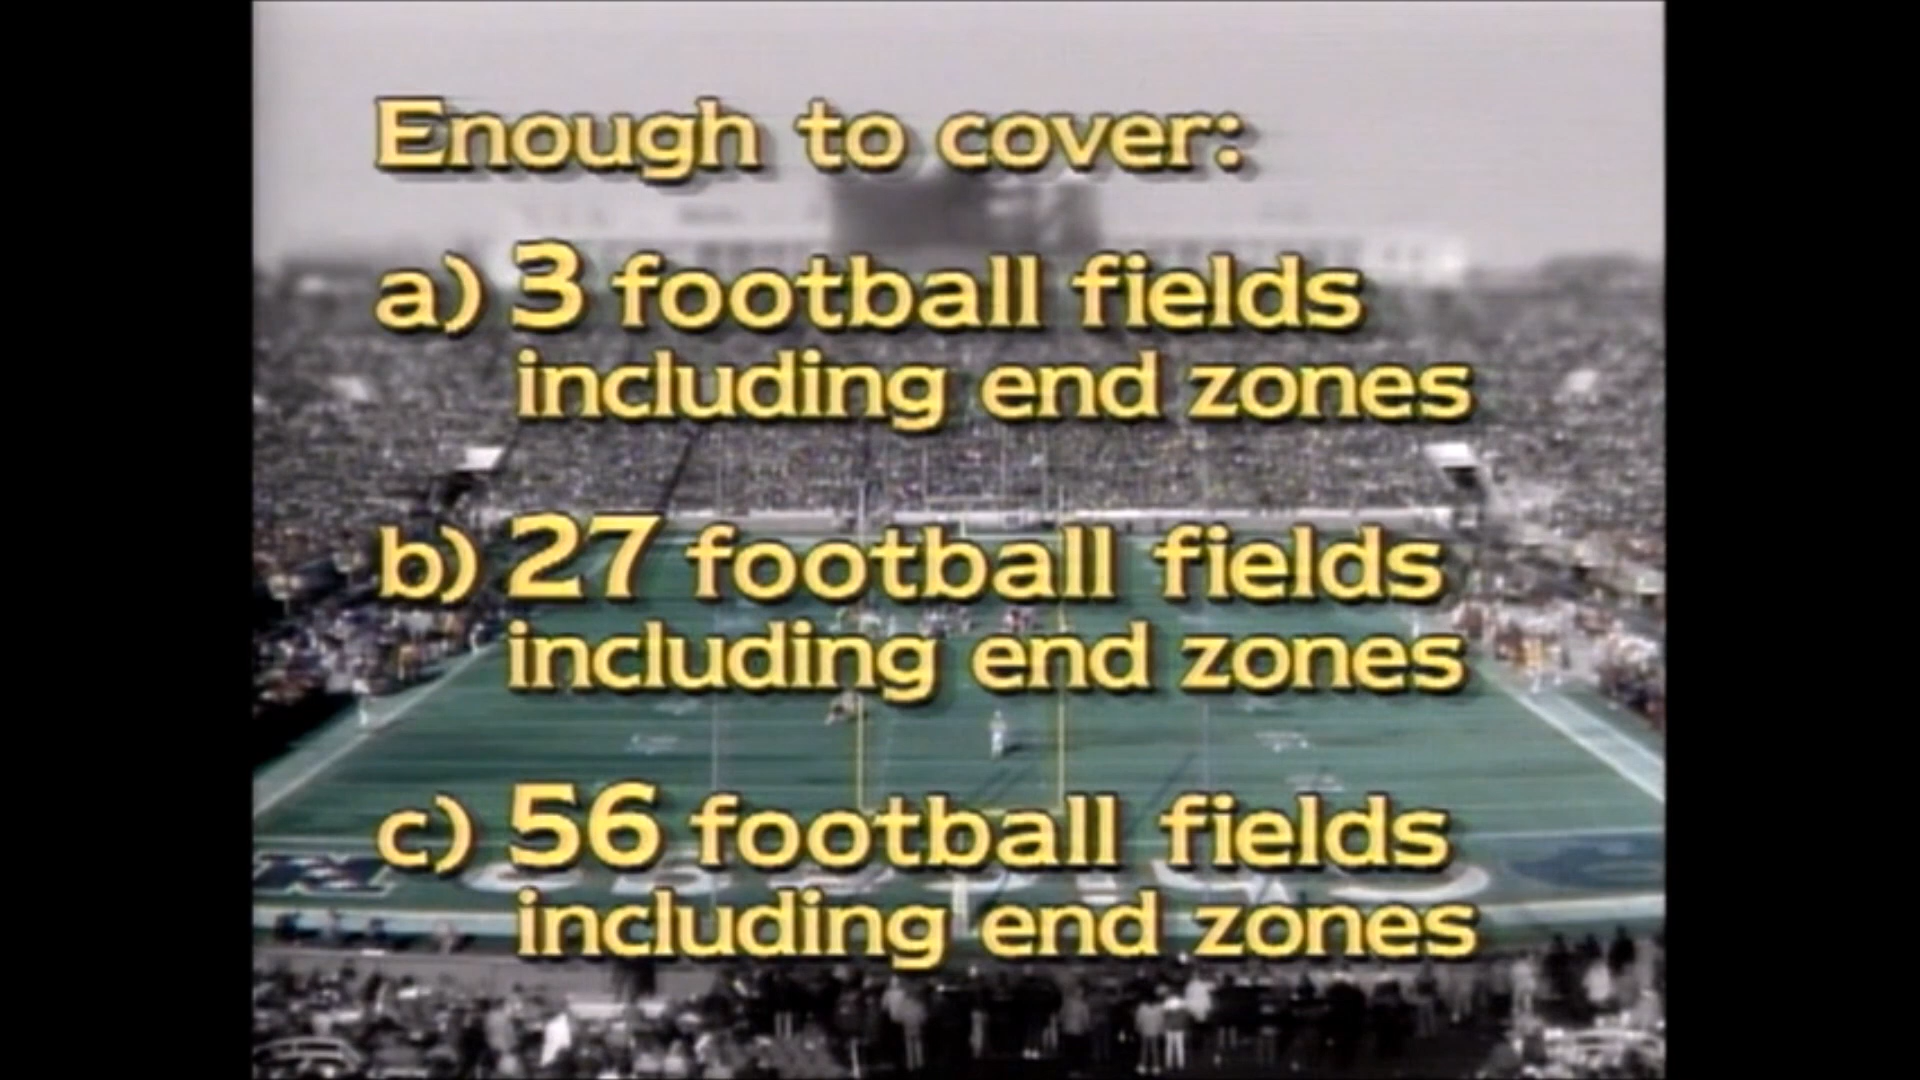 Enough to cover:
a) 3 football fields
including end zones
b) 27 football fields
including end zones
c) 56 football fields
including end zones